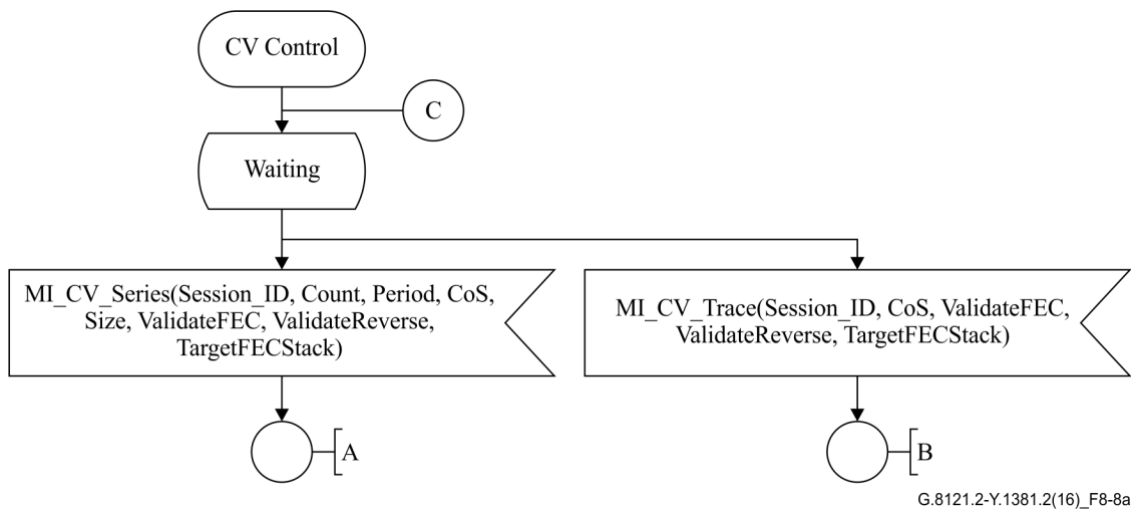 CV Control
C
Waiting
MI_CV_Series(Session_ID, Count, Period, CoS,
Size, ValidateFEC, ValidateReverse,
TargetFECStack)
MI_CV_Trace(Session_ID, CoS, ValidateFEC,
ValidateReverse, TargetFECStack)
A
B
G.8121.2-Y.1381.2(16)_F8-8a